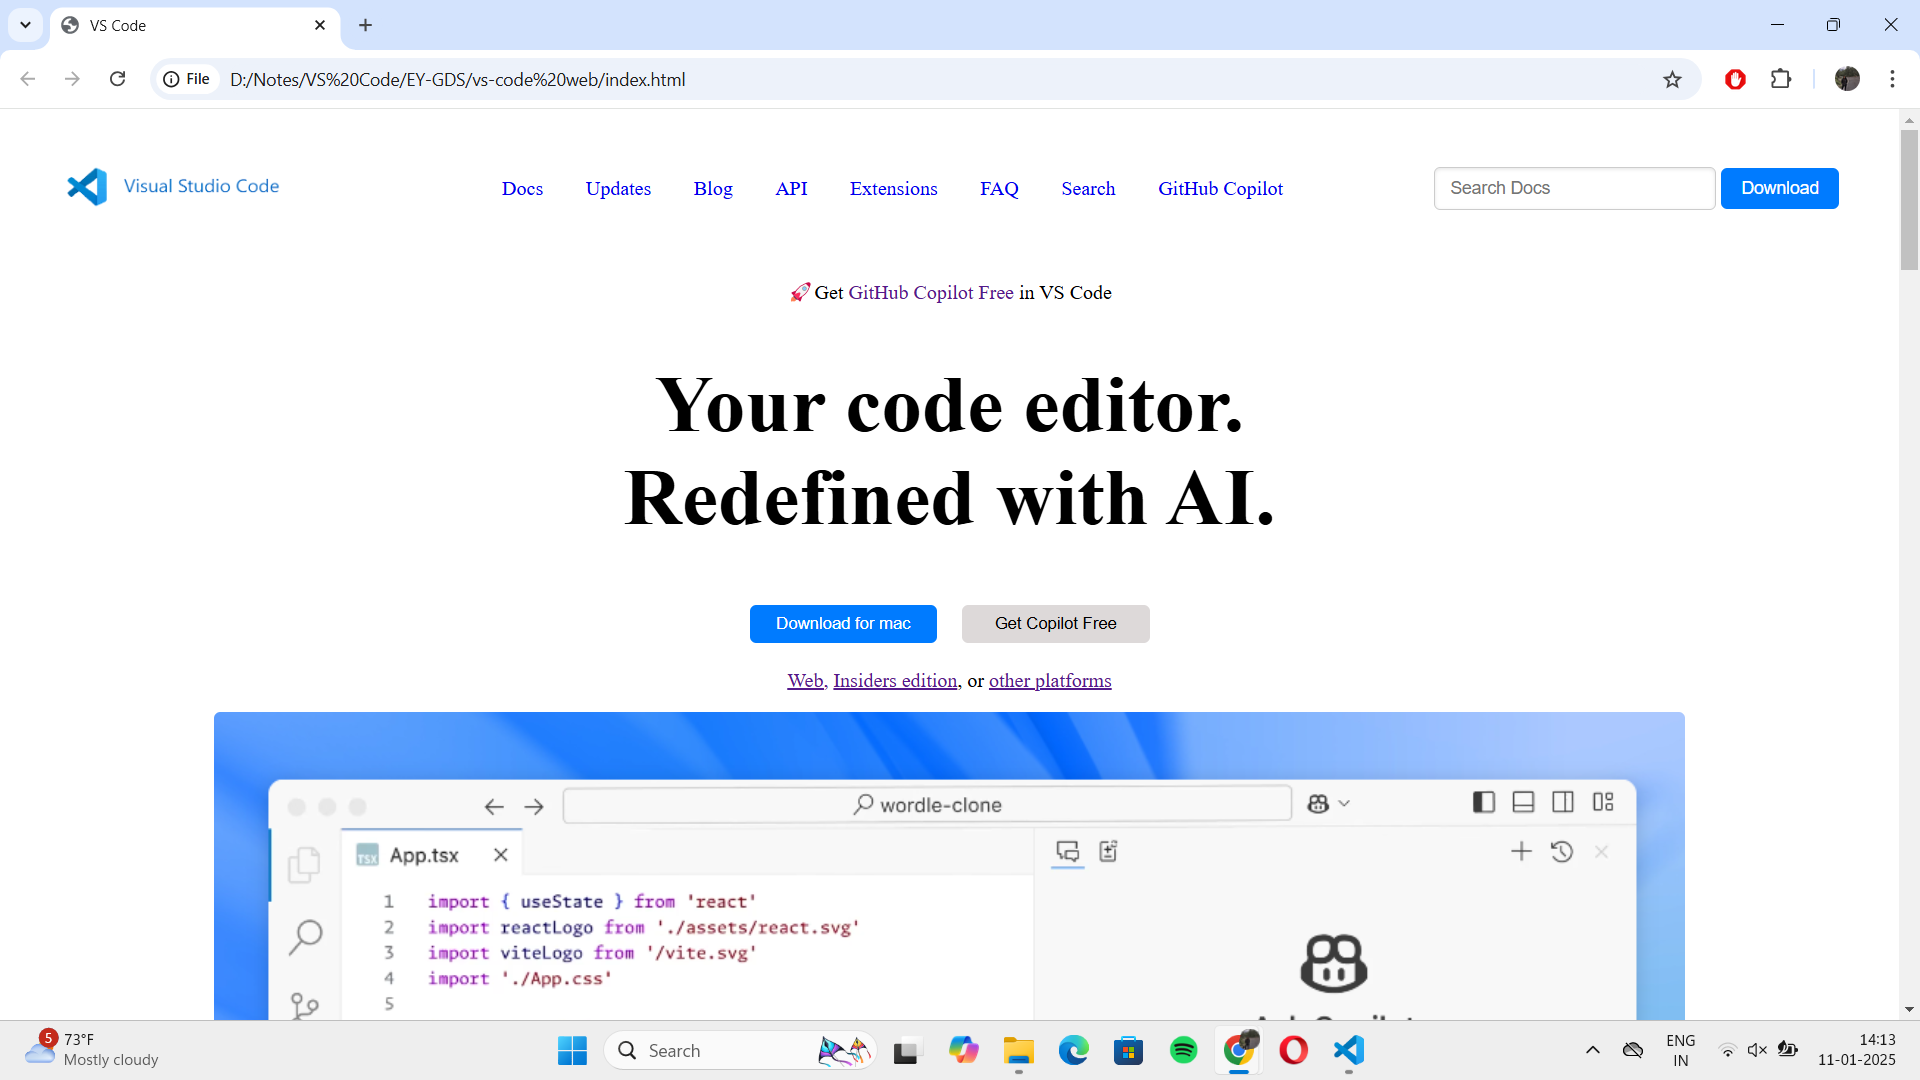 VS Code
File
D:/Notes/VS%20Code/EY-GDS/vs-code%20web/index.html
Visual Studio Code
Docs Updates Blog API Extensions FAQ Search GitHub Copilot
Search Docs
Download
🚀 Get GitHub Copilot Free in VS Code
Your code editor.
Redefined with AI.
Download for mac
Get Copilot Free
Web, Insiders edition, or other platforms
wordle-clone
TSX App.tsx
1 import { useState } from 'react'
2 import reactLogo from './assets/react.svg'
3 import viteLogo from '/vite.svg'
4 import './App.css'
5
5
73°F
Mostly cloudy
Search
ENG
IN
14:13
11-01-2025